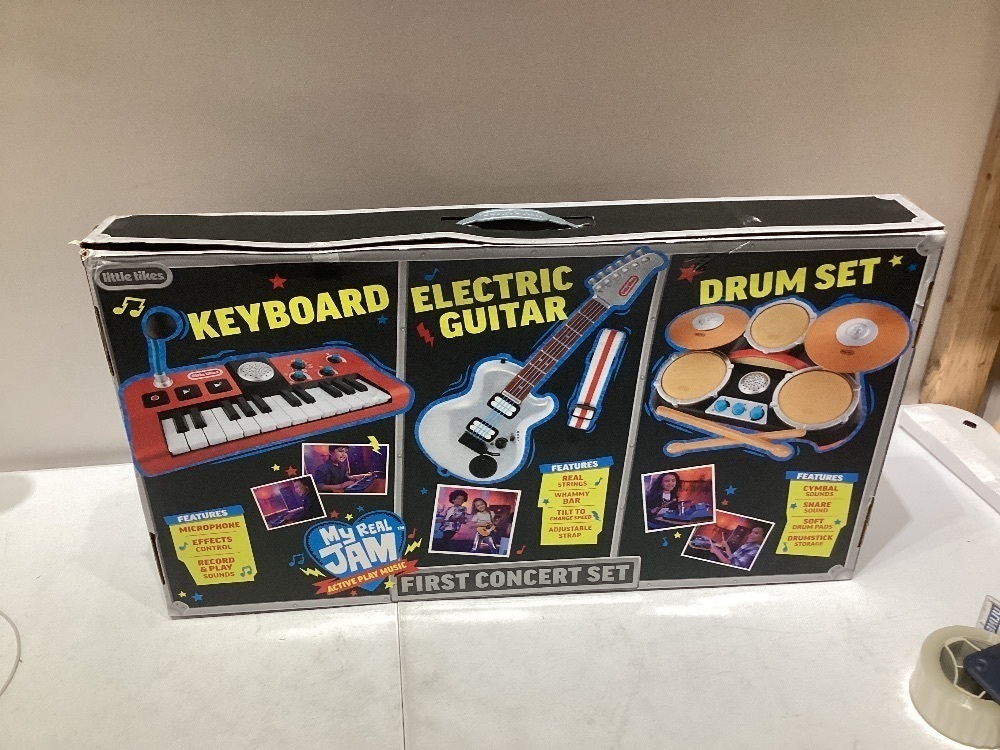 little tikes
KEYBOARD
FEATURES
MICROPHONE
EFFECTS
CONTROL
RECORD
& PLAY
SOUNDS
My REAL
JAM
ACTIVE PLAY MUSIC
ELECTRIC
GUITAR
FEATURES
REAL
STRINGS
WHAMMY
BAR
TILT TO
CHANGE SPEED
ADJUSTABLE
STRAP
FIRST CONCERT SET
DRUM SET
FEATURES
CYMBAL
SOUNDS
SNARE
SOUND
SOFT
DRUM PADS
DRUMSTICK
STORAGE